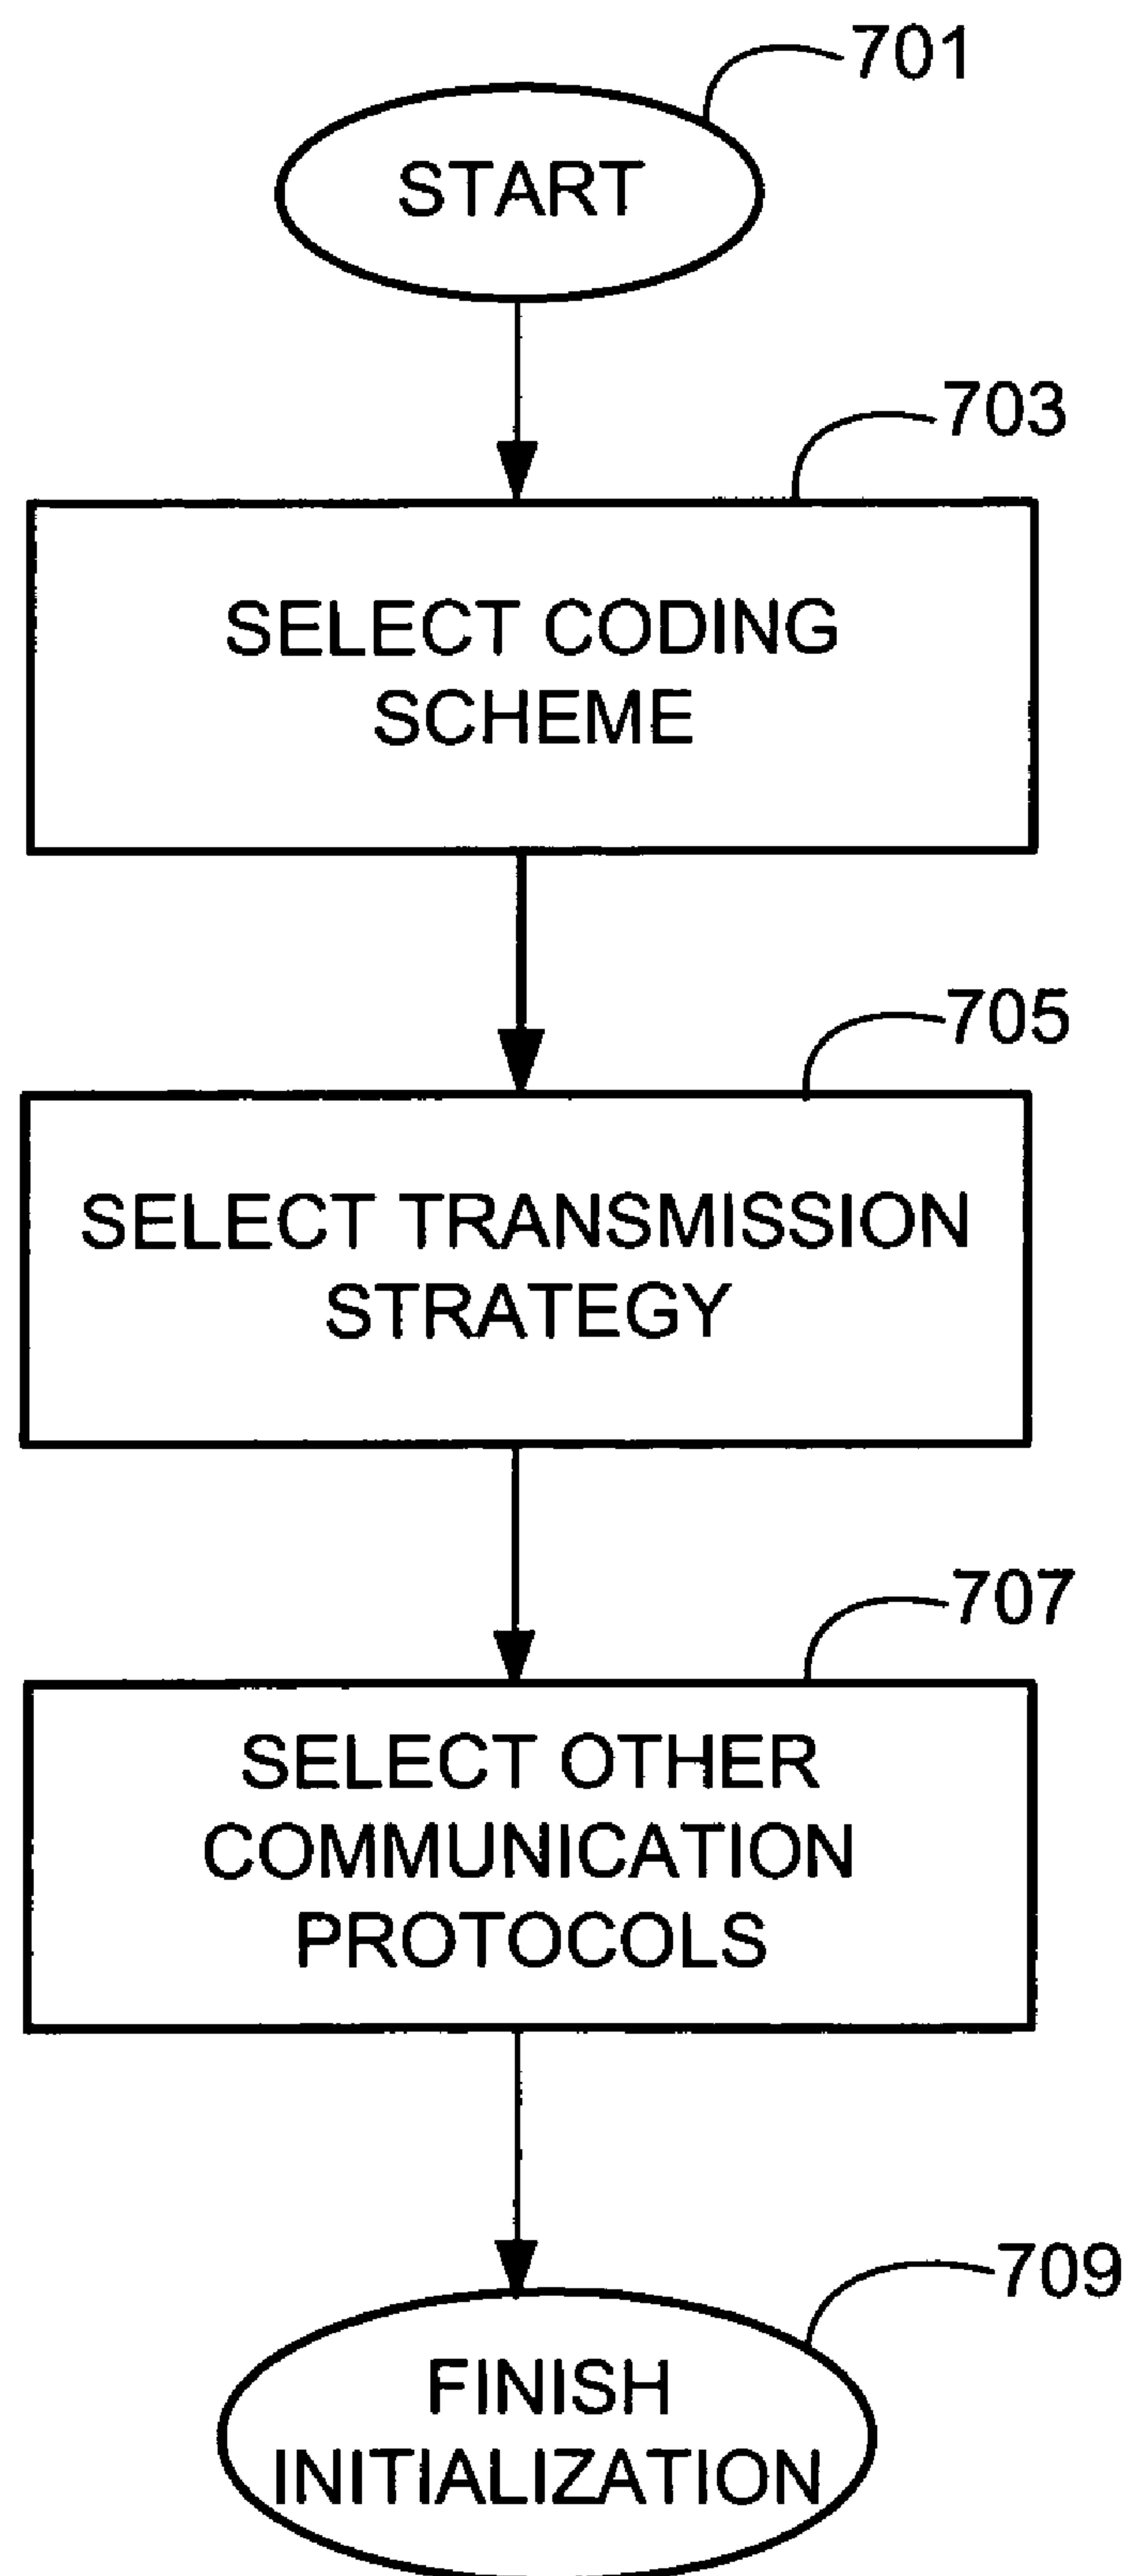 701
START
703
SELECT CODING
SCHEME
705
SELECT TRANSMISSION
STRATEGY
707
SELECT OTHER
COMMUNICATION
PROTOCOLS
709
FINISH
INITIALIZATION